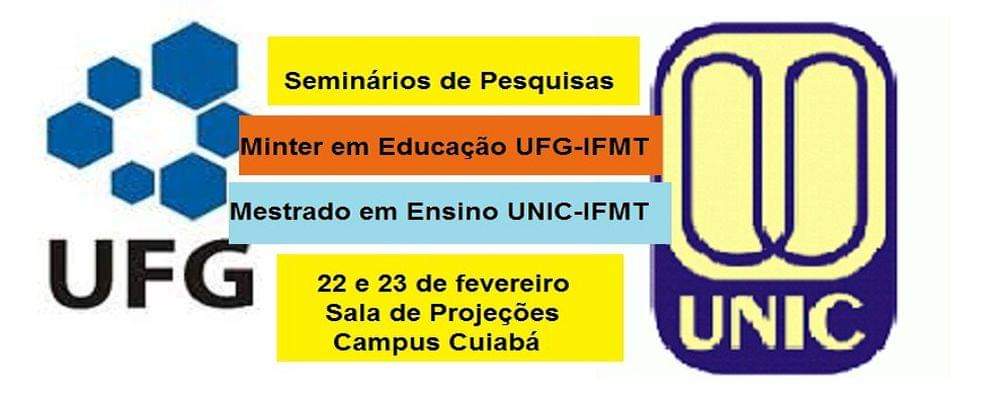 Seminários de Pesquisas
Minter em Educação UFG-IFMT
Mestrado em Ensino UNIC-IFMT
UFG
22 e 23 de fevereiro
Sala de Projeções
Campus Cuiabá
UNIC